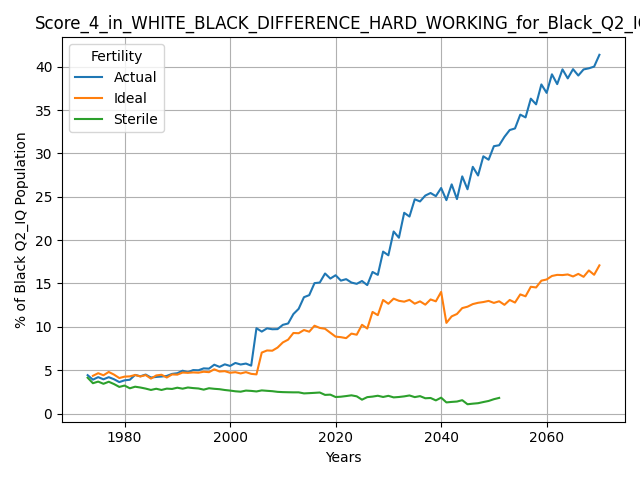 Score_4_in_WHITE_BLACK_DIFFERENCE_HARD_WORKING_for_Black_Q2_IQ
Fertility
Actual
Ideal
Sterile
% of Black Q2_IQ Population
40
35
30
25
20
15
10
5
0
1980 2000 2020 2040 2060
Years